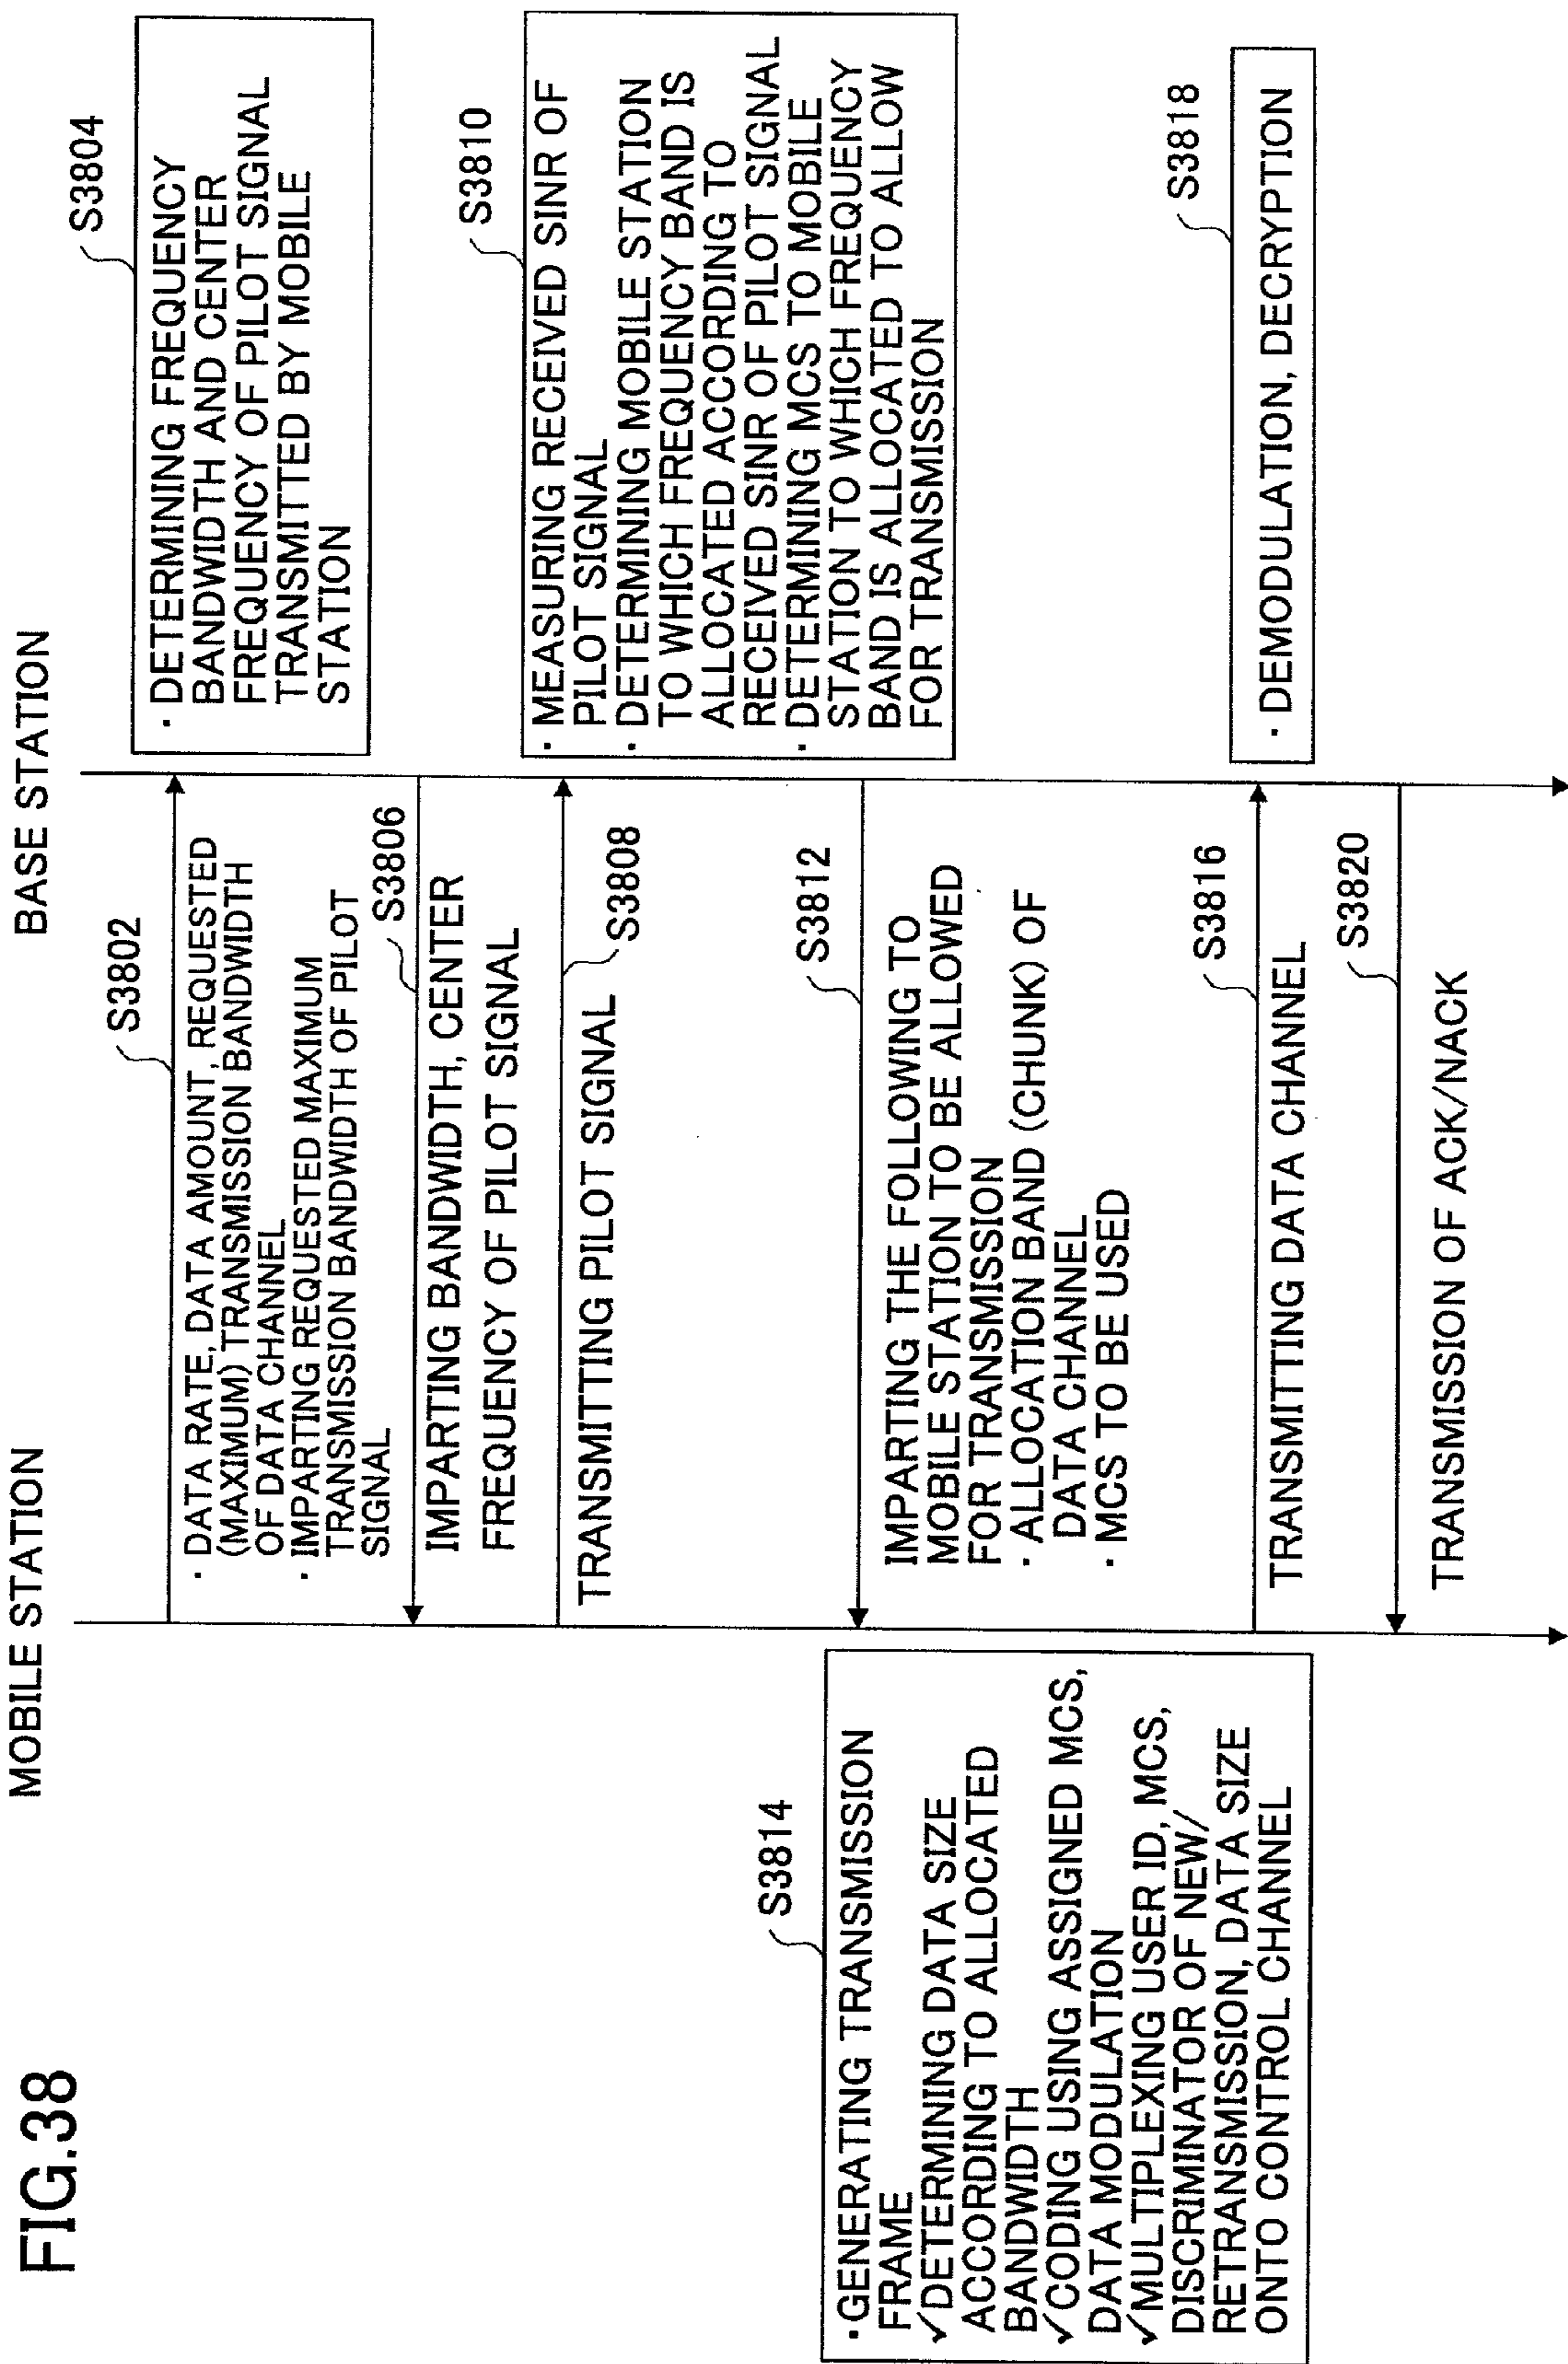 FIG.38
MOBILE STATION
BASE STATION
S3802
· DATA RATE, DATA AMOUNT, REQUESTED
(MAXIMUM) TRANSMISSION BANDWIDTH
OF DATA CHANNEL
· IMPARTING REQUESTED MAXIMUM
TRANSMISSION BANDWIDTH OF PILOT
SIGNAL
S3804
· DETERMINING FREQUENCY
BANDWIDTH AND CENTER
FREQUENCY OF PILOT SIGNAL
TRANSMITTED BY MOBILE
STATION
S3806
IMPARTING BANDWIDTH, CENTER
FREQUENCY OF PILOT SIGNAL
S3808
TRANSMITTING PILOT SIGNAL
S3810
· MEASURING RECEIVED SINR OF
PILOT SIGNAL
· DETERMINING MOBILE STATION
TO WHICH FREQUENCY BAND IS
ALLOCATED ACCORDING TO
RECEIVED SINR OF PILOT SIGNAL
· DETERMINING MCS TO MOBILE
STATION TO WHICH FREQUENCY
BAND IS ALLOCATED TO ALLOW
FOR TRANSMISSION
S3812
IMPARTING THE FOLLOWING TO
MOBILE STATION TO BE ALLOWED
FOR TRANSMISSION
· ALLOCATION BAND (CHUNK) OF
DATA CHANNEL
· MCS TO BE USED
S3814
· GENERATING TRANSMISSION
FRAME
✓DETERMINING DATA SIZE
ACCORDING TO ALLOCATED
BANDWIDTH
✓CODING USING ASSIGNED MCS,
DATA MODULATION
✓MULTIPLEXING USER ID, MCS,
DISCRIMINATOR OF NEW/
RETRANSMISSION, DATA SIZE
ONTO CONTROL CHANNEL
S3816
TRANSMITTING DATA CHANNEL
S3818
· DEMODULATION, DECRYPTION
S3820
TRANSMISSION OF ACK/NACK